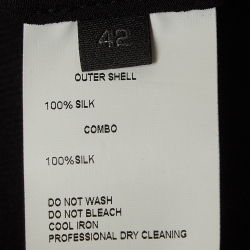 42
OUTER SHELL
100% SILK
COMBO
100%SILK
DO NOT WASH
DO NOT BLEACH
COOL IRON
PROFESSIONAL DRY CLEANING